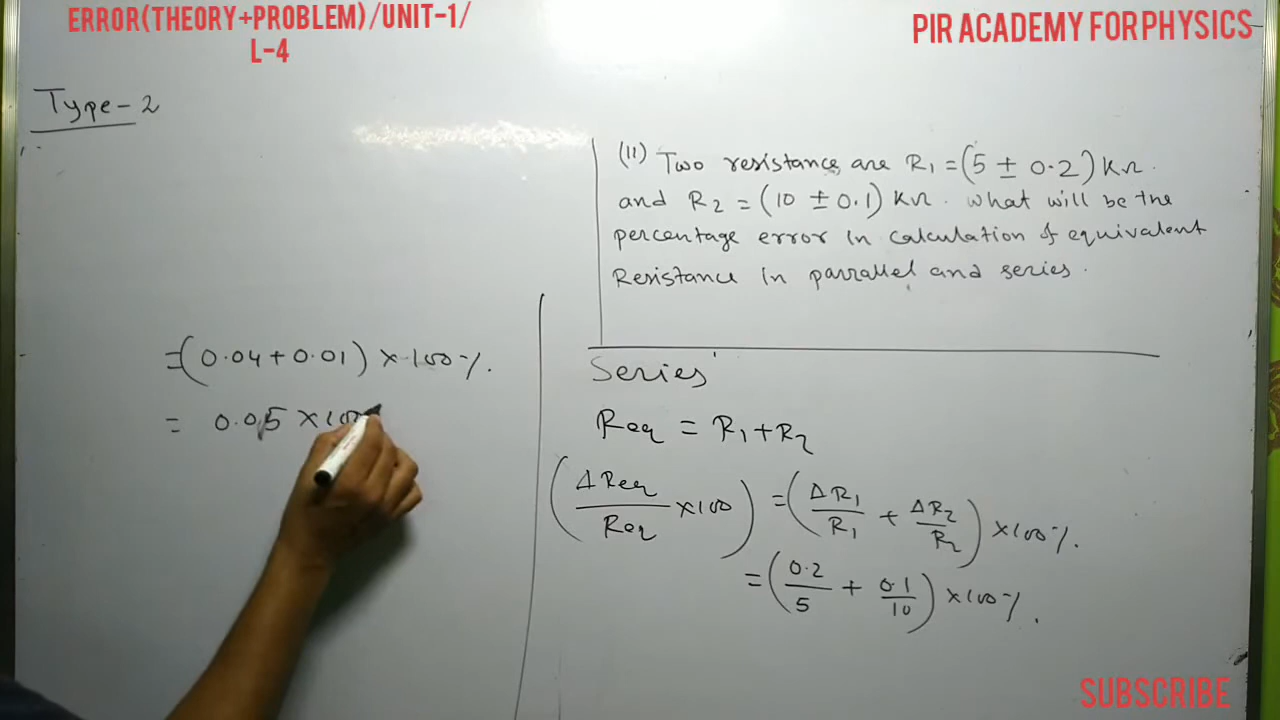 ERROR(THEORY+PROBLEM)/UNIT-1/
L-4
PIR ACADEMY FORPHYSICS
Type-2
(11) Two resistance are R₁ = (5 ± 0.2) KΩ.
and R₂ = (10 ± 0.1) KΩ. what will be the
percentage error in calculation of equivalent
Resistance in parrallel and series.
Series
Req = R₁+R₂
(ΔReq/Req ×100) = (ΔR₁/R₁ + ΔR₂/R₂) ×100%.
= (0.2/5 + 0.1/10) ×100%.
= (0.04+0.01) ×100%.
= 0.05 ×100
SUBSCRIBE